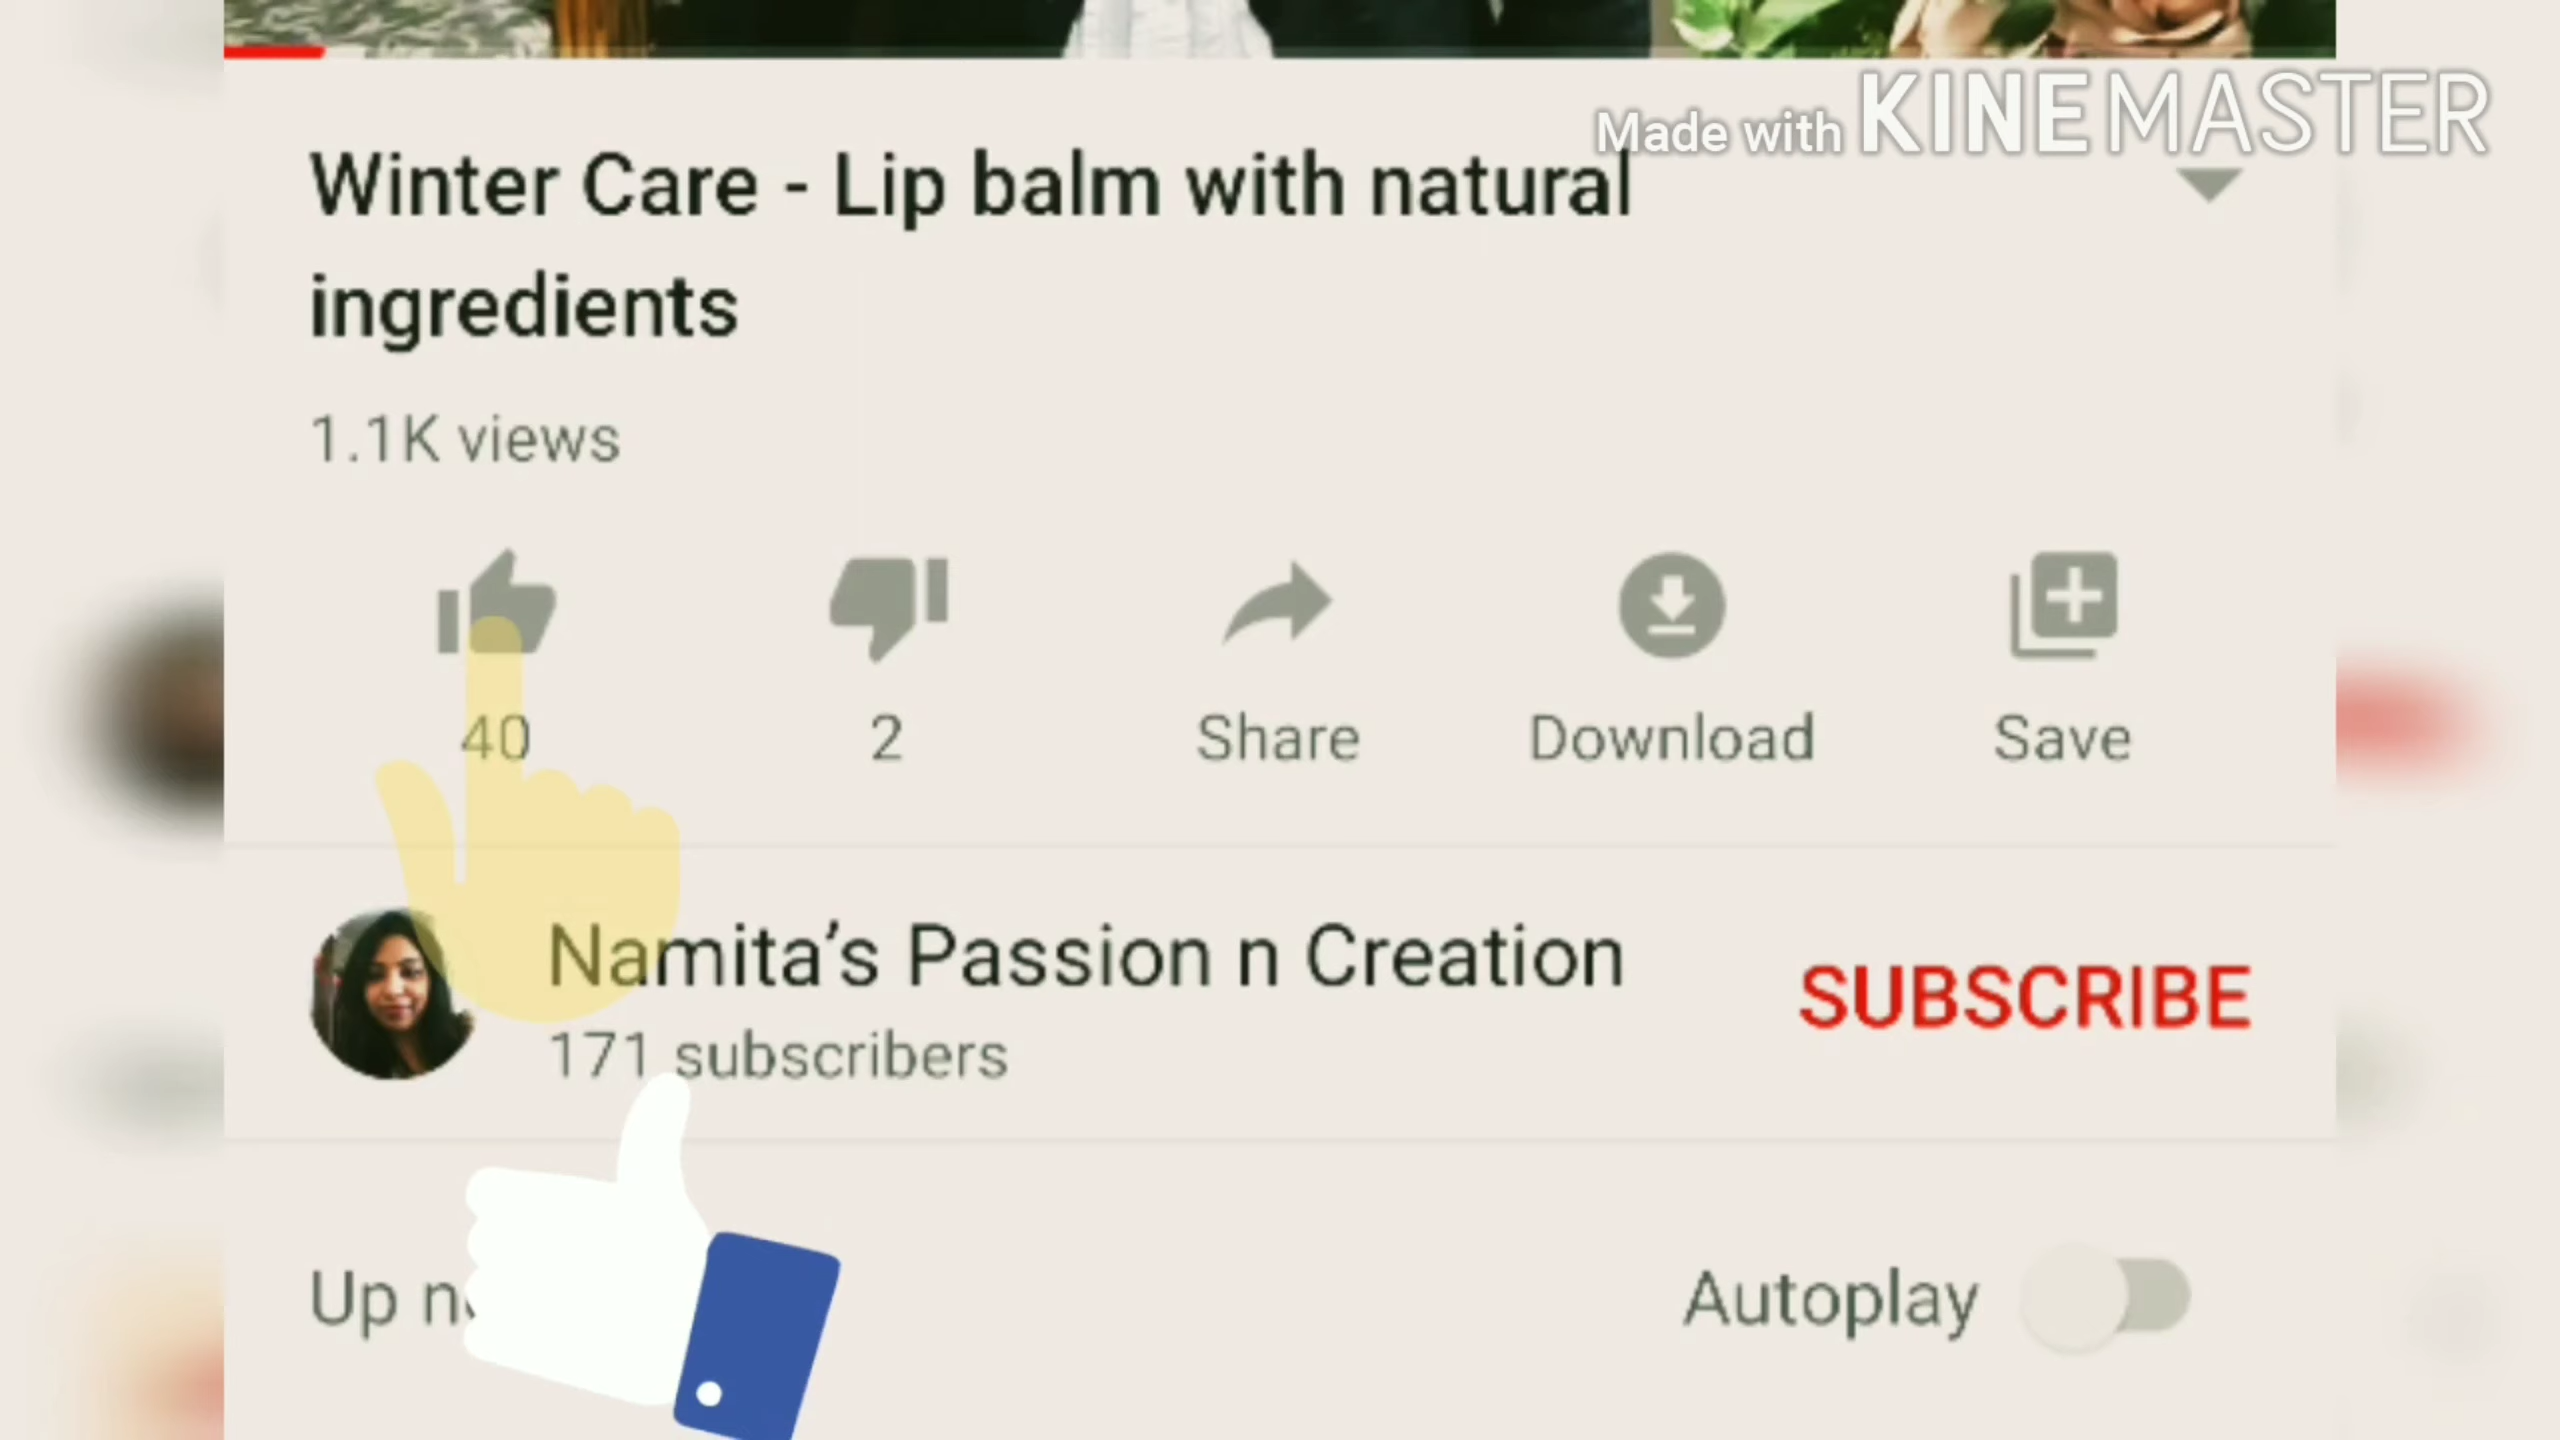 Made with KINEMASTER
Winter Care - Lip balm with natural
ingredients
1.1K views
40
2
Share
Download
Save
Namita’s Passion n Creation
171 subscribers
SUBSCRIBE
Up
Autoplay